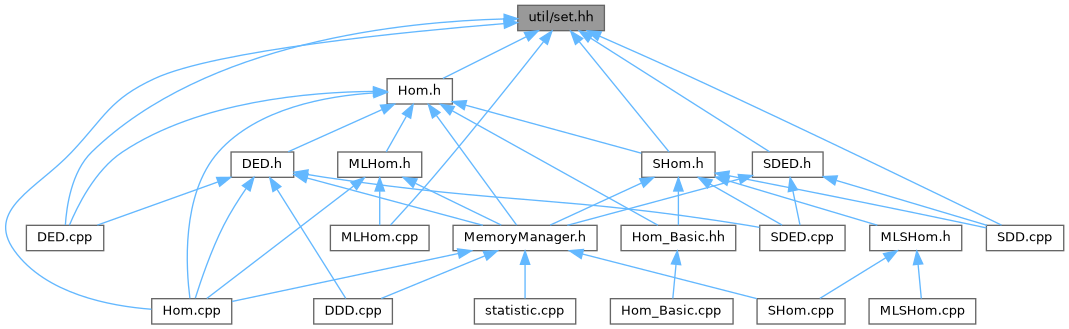 util/set.hh
Hom.h
DED.h
MLHom.h
SHom.h
SDED.h
DED.cpp
MLHom.cpp
MemoryManager.h
Hom_Basic.hh
SDED.cpp
MLSHom.h
SDD.cpp
Hom.cpp
DDD.cpp
statistic.cpp
Hom_Basic.cpp
SHom.cpp
MLSHom.cpp